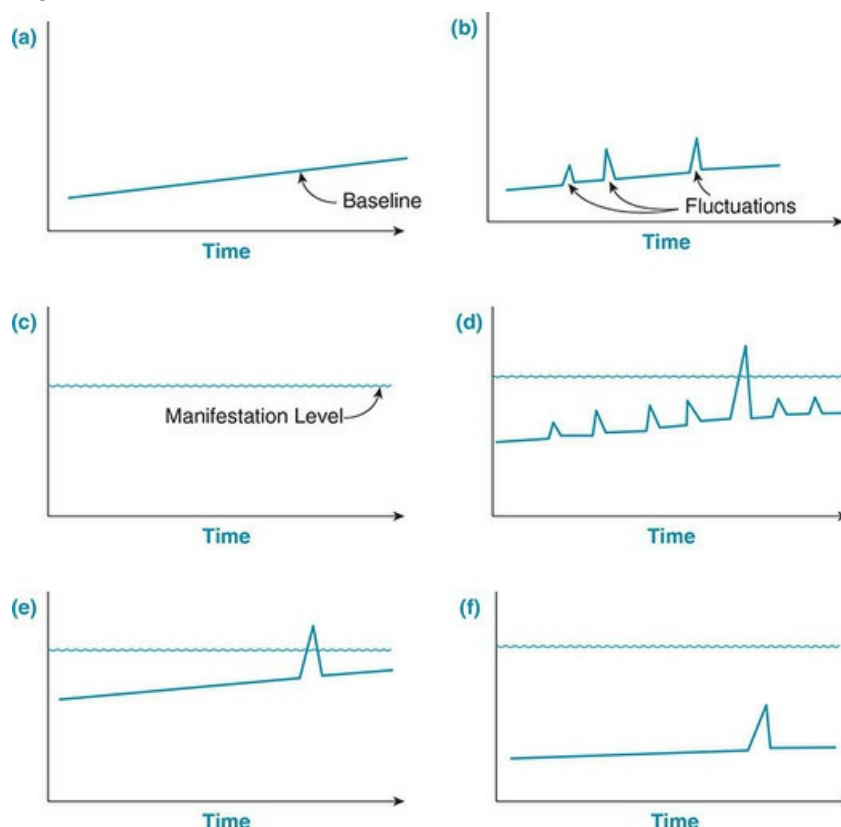 (a)
Baseline
Time
(b)
Fluctuations
Time
(c)
Manifestation Level
Time
(d)
Time
(e)
Time
(f)
Time